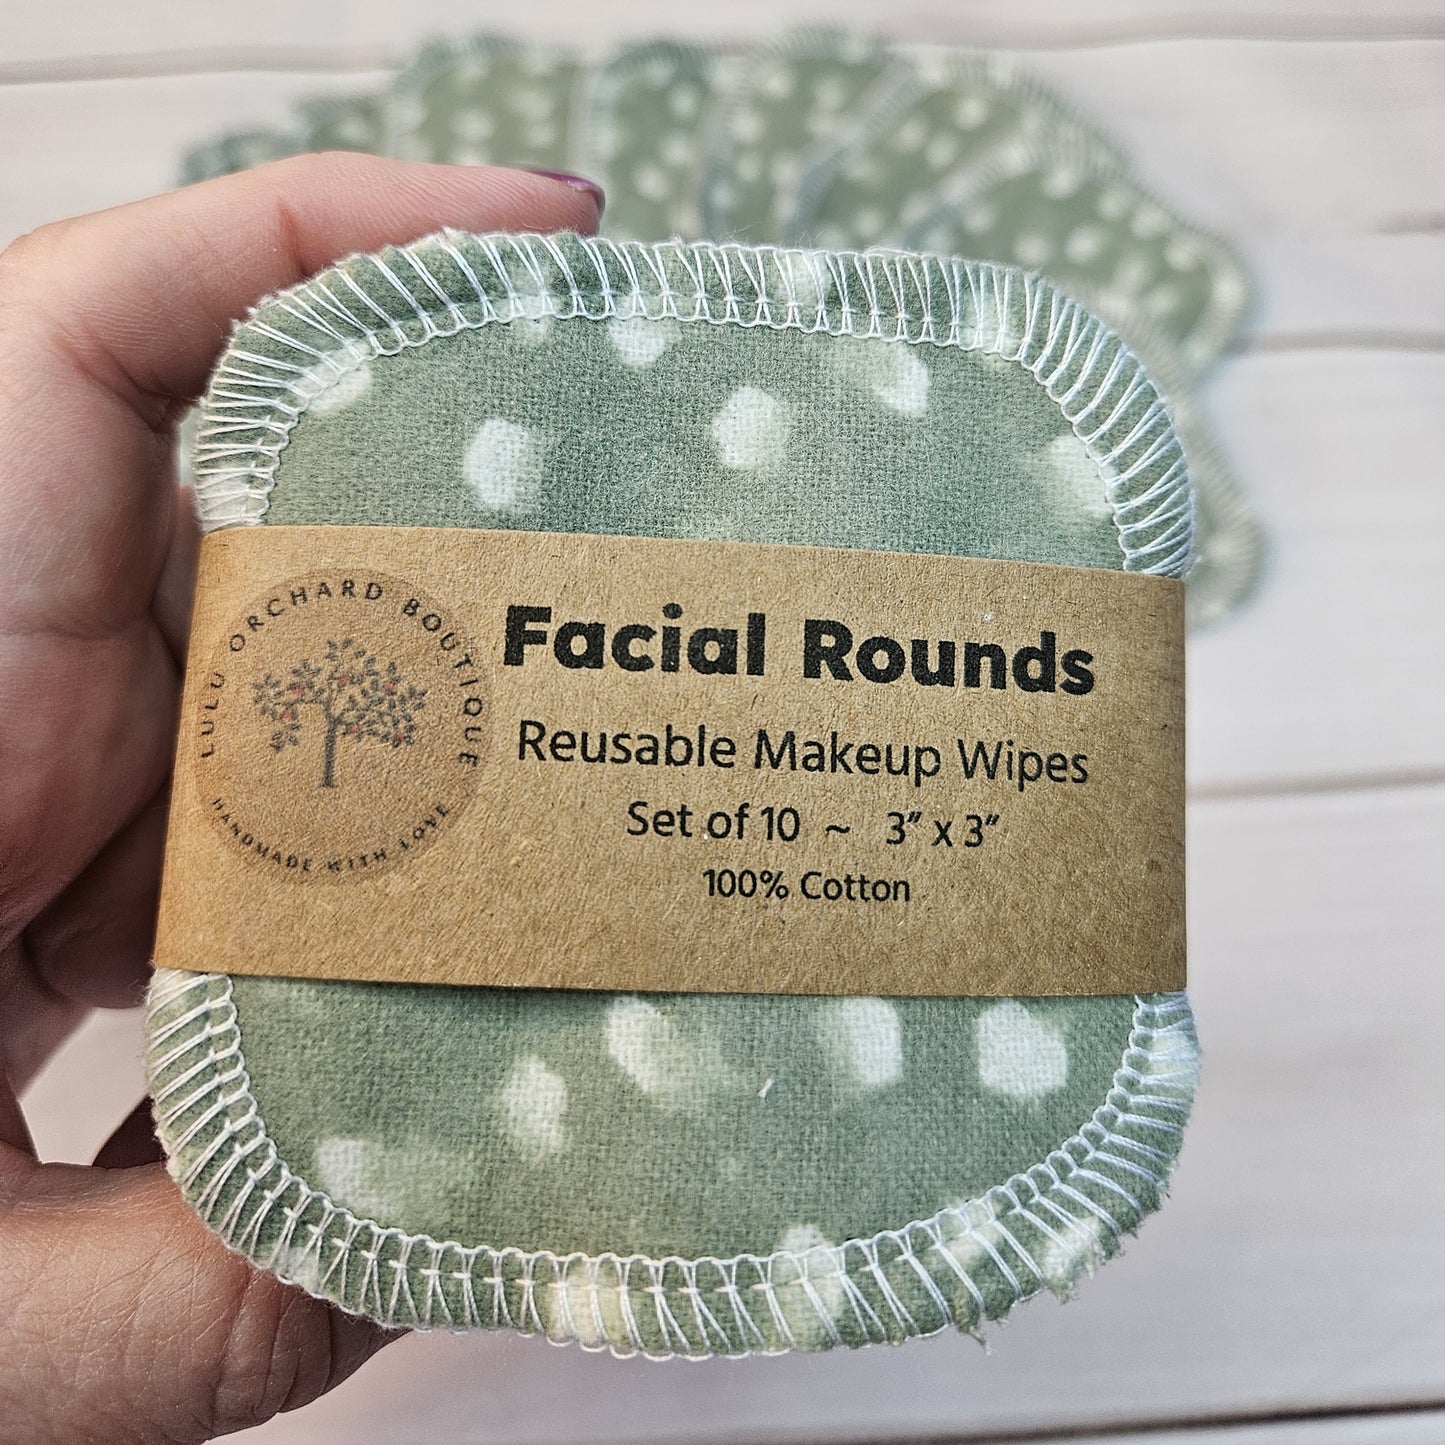 LULU ORCHARD BOUTIQUE
HANDMADE WITH LOVE
Facial Rounds
Reusable Makeup Wipes
Set of 10 ~ 3” x 3”
100% Cotton